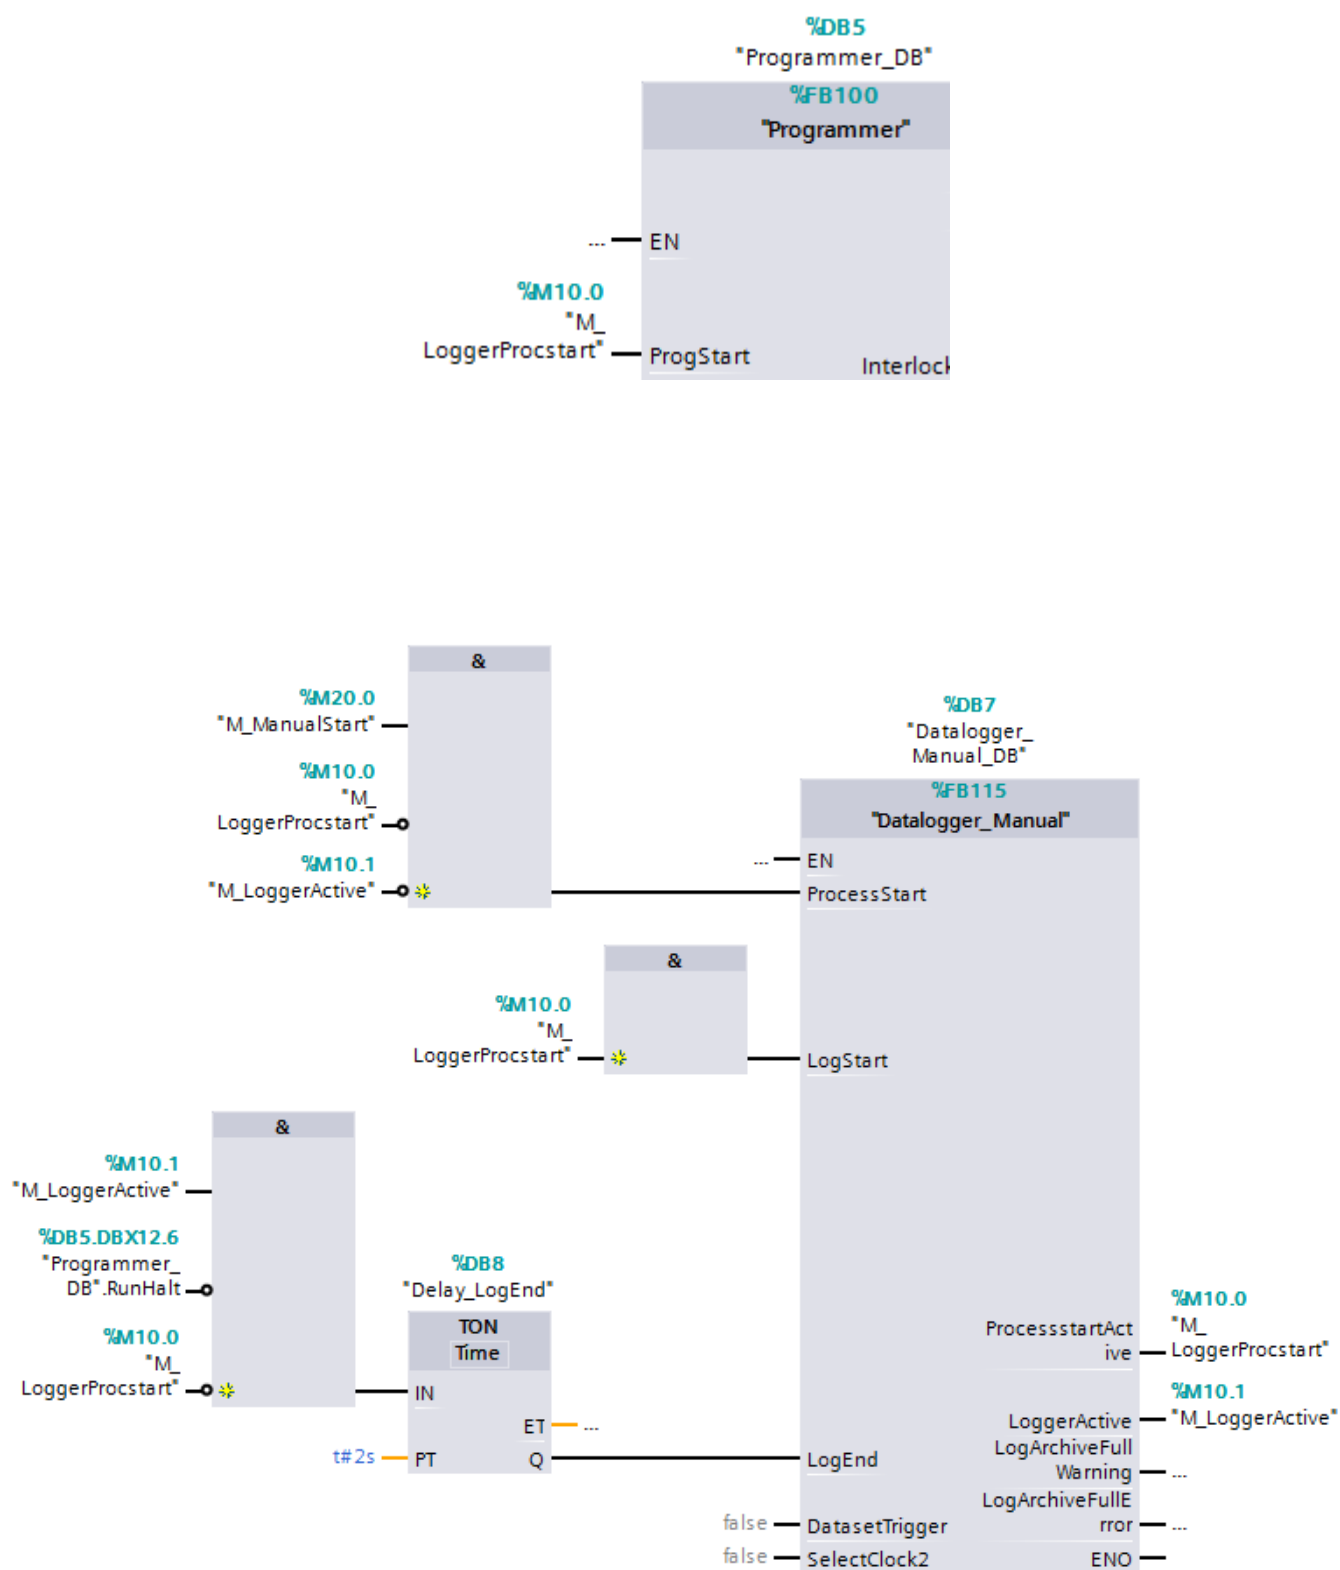 %DB5
"Programmer_DB"
%FB100
"Programmer"
... EN
%M10.0
"M_
LoggerProcstart"
ProgStart
Interlock
&
%M20.0
"M_ManualStart"
%M10.0
"M_
LoggerProcstart"
%M10.1
"M_LoggerActive"
%DB7
"Datalogger_
Manual_DB"
%FB115
"Datalogger_Manual"
... EN
ProcessStart
&
%M10.0
"M_
LoggerProcstart"
LogStart
&
%M10.1
"M_LoggerActive"
%DB5.DBX12.6
"Programmer_
DB".RunHalt
%M10.0
"M_
LoggerProcstart"
%DB8
"Delay_LogEnd"
TON
Time
IN
ET ...
t#2s PT Q
LogEnd
false DatasetTrigger
false SelectClock2
ProcessstartAct
ive
%M10.0
"M_
LoggerProcstart"
LoggerActive
%M10.1
"M_LoggerActive"
LogArchiveFull
Warning ...
LogArchiveFullE
rror ...
ENO